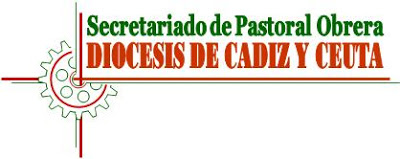 Secretariado de Pastoral Obrera
DIOCESIS DE CADIZ Y CEUTA